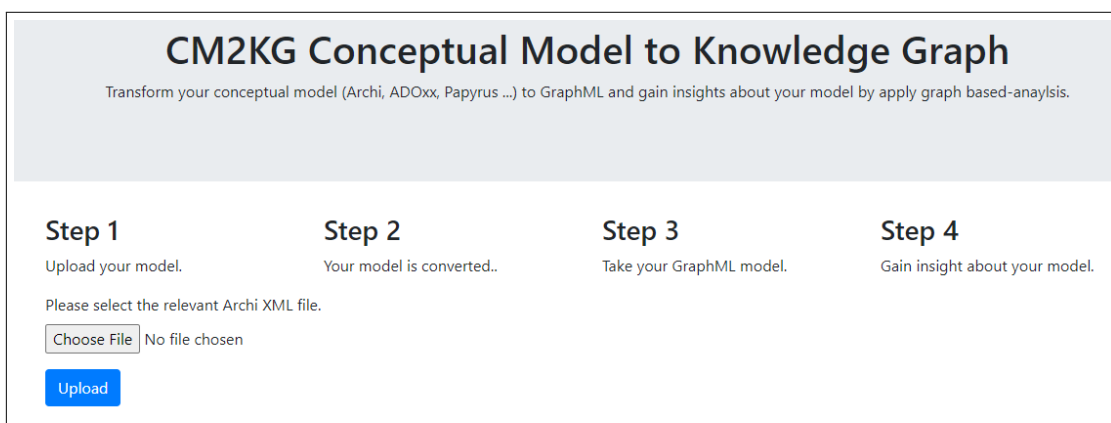 CM2KG Conceptual Model to Knowledge Graph
Transform your conceptual model (Archi, ADOxx, Papyrus ...) to GraphML and gain insights about your model by apply graph based-anaylsis.
Step 1
Upload your model.
Step 2
Your model is converted..
Step 3
Take your GraphML model.
Step 4
Gain insight about your model.
Please select the relevant Archi XML file.
Choose File No file chosen
Upload